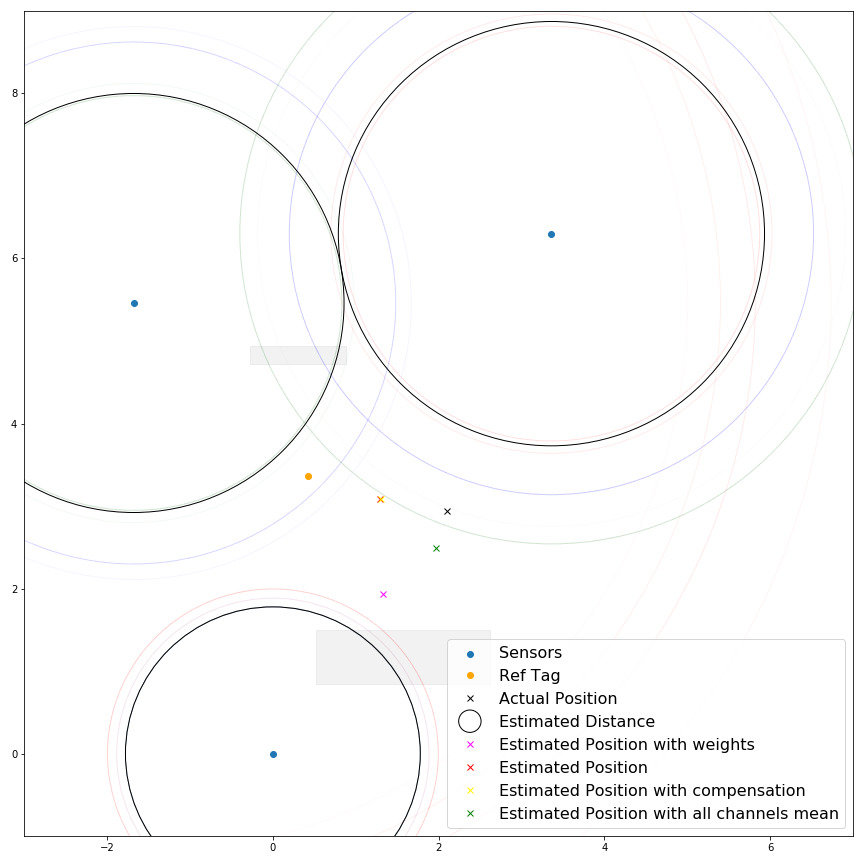 8
6
4
2
0
−2
0
2
4
6
Sensors
Ref Tag
Actual Position
Estimated Distance
Estimated Position with weights
Estimated Position
Estimated Position with compensation
Estimated Position with all channels mean